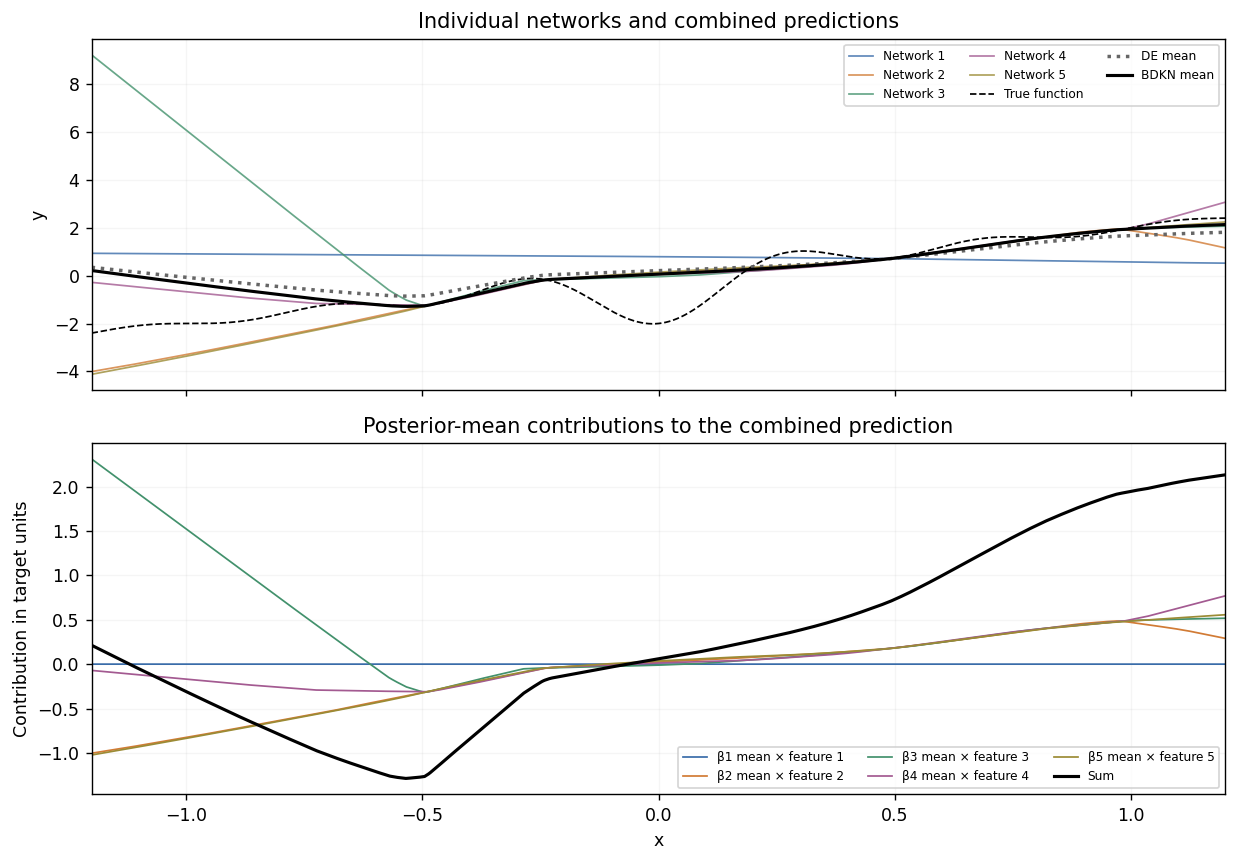 Individual networks and combined predictions
Network 1
Network 2
Network 3
Network 4
Network 5
True function
DE mean
BDKN mean
8
6
4
2
0
−2
−4
y
Posterior-mean contributions to the combined prediction
2.0
1.5
1.0
0.5
0.0
−0.5
−1.0
Contribution in target units
β1 mean × feature 1
β2 mean × feature 2
β3 mean × feature 3
β4 mean × feature 4
β5 mean × feature 5
Sum
−1.0
−0.5
0.0
0.5
1.0
x